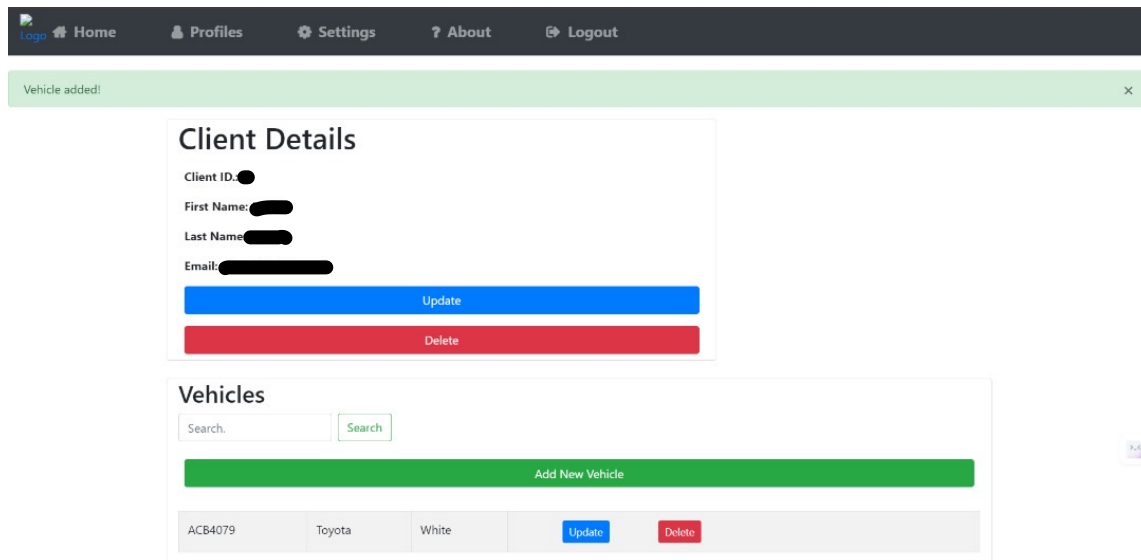 Logo Home Profiles Settings ? About Logout
Vehicle added! ×
Client Details
Client ID.:
First Name:
Last Name
Email:
Update
Delete
Vehicles
Search. Search
Add New Vehicle
ACB4079 Toyota White Update Delete